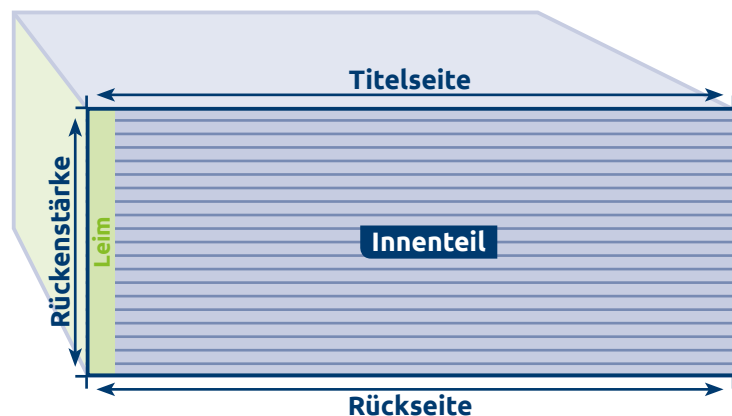 Titelseite
Rückenstärke
Leim
Innenteil
Rückseite